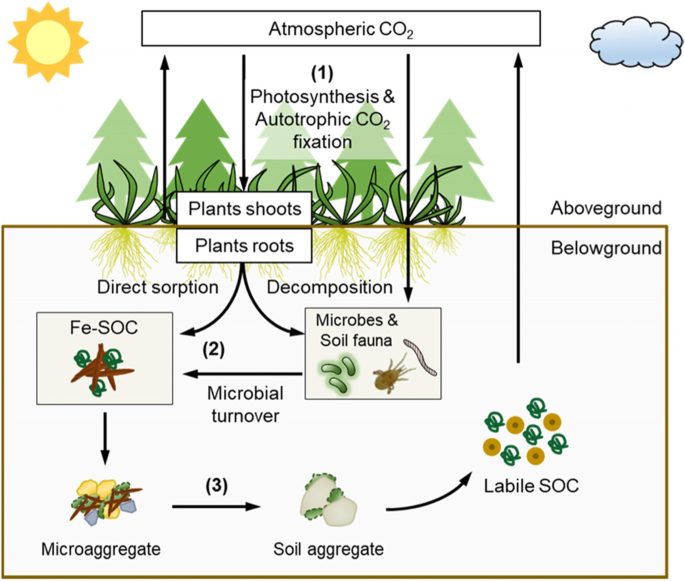 Atmospheric CO₂
(1)
Photosynthesis &
Autotrophic CO₂
fixation
Plants shoots
Aboveground
Plants roots
Belowground
Direct sorption
Decomposition
Fe-SOC
(2)
Microbes &
Soil fauna
Microbial
turnover
Labile SOC
(3)
Microaggregate
Soil aggregate